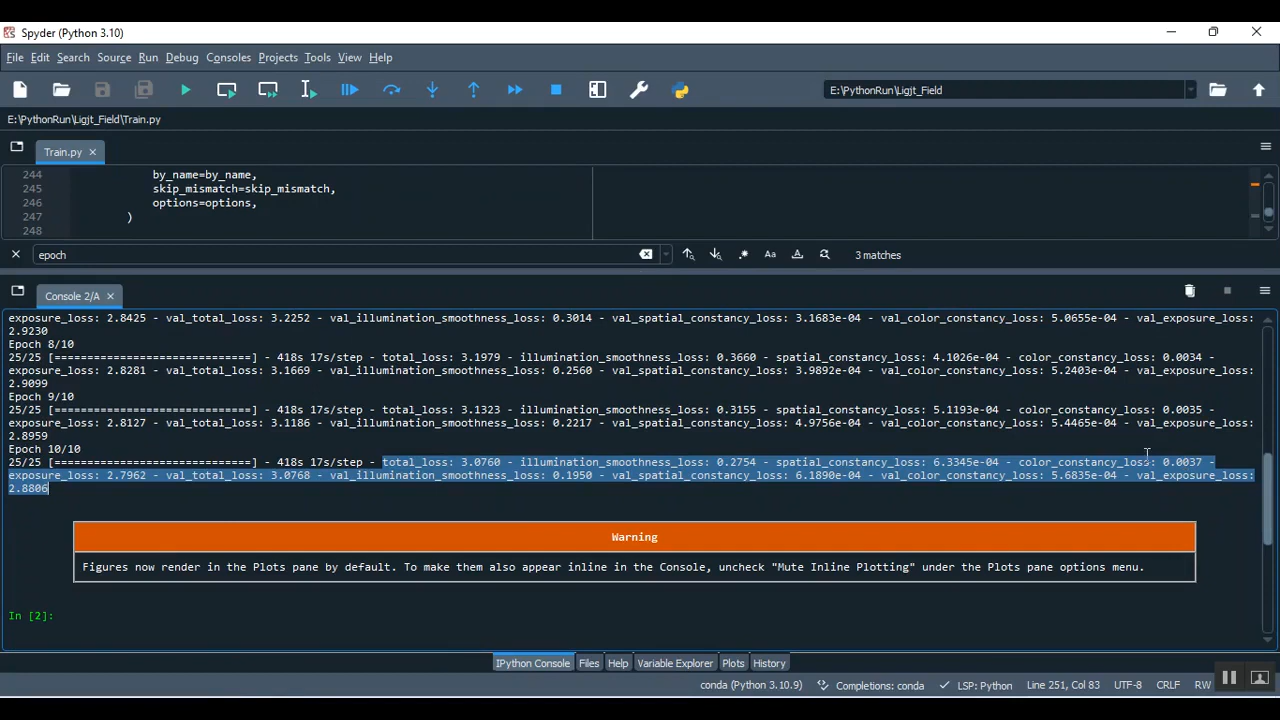 Spyder (Python 3.10)
File Edit Search Source Run Debug Consoles Projects Tools View Help
E:\PythonRun\Ligjt_Field
E:\PythonRun\Ligjt_Field\Train.py
Train.py
244 by_name=by_name,
245 skip_mismatch=skip_mismatch,
246 options=options,
247 )
248
epoch
Aa
3 matches
Console 2/A
exposure_loss: 2.8425 - val_total_loss: 3.2252 - val_illumination_smoothness_loss: 0.3014 - val_spatial_constancy_loss: 3.1683e-04 - val_color_constancy_loss: 5.0655e-04 - val_exposure_loss:
2.9230
Epoch 8/10
25/25 [==============================] - 418s 17s/step - total_loss: 3.1979 - illumination_smoothness_loss: 0.3660 - spatial_constancy_loss: 4.1026e-04 - color_constancy_loss: 0.0034 -
exposure_loss: 2.8281 - val_total_loss: 3.1669 - val_illumination_smoothness_loss: 0.2560 - val_spatial_constancy_loss: 3.9892e-04 - val_color_constancy_loss: 5.2403e-04 - val_exposure_loss:
2.9099
Epoch 9/10
25/25 [==============================] - 418s 17s/step - total_loss: 3.1323 - illumination_smoothness_loss: 0.3155 - spatial_constancy_loss: 5.1193e-04 - color_constancy_loss: 0.0035 -
exposure_loss: 2.8127 - val_total_loss: 3.1186 - val_illumination_smoothness_loss: 0.2217 - val_spatial_constancy_loss: 4.9756e-04 - val_color_constancy_loss: 5.4465e-04 - val_exposure_loss:
2.8959
Epoch 10/10
25/25 [==============================] - 418s 17s/step - total_loss: 3.0760 - illumination_smoothness_loss: 0.2754 - spatial_constancy_loss: 6.3345e-04 - color_constancy_loss: 0.0037 -
exposure_loss: 2.7962 - val_total_loss: 3.0768 - val_illumination_smoothness_loss: 0.1950 - val_spatial_constancy_loss: 6.1890e-04 - val_color_constancy_loss: 5.6835e-04 - val_exposure_loss:
2.8806
Warning
Figures now render in the Plots pane by default. To make them also appear inline in the Console, uncheck "Mute Inline Plotting" under the Plots pane options menu.
In [2]:
IPython Console Files Help Variable Explorer Plots History
conda (Python 3.10.9) Completions: conda LSP: Python Line 251, Col 83 UTF-8 CRLF RW